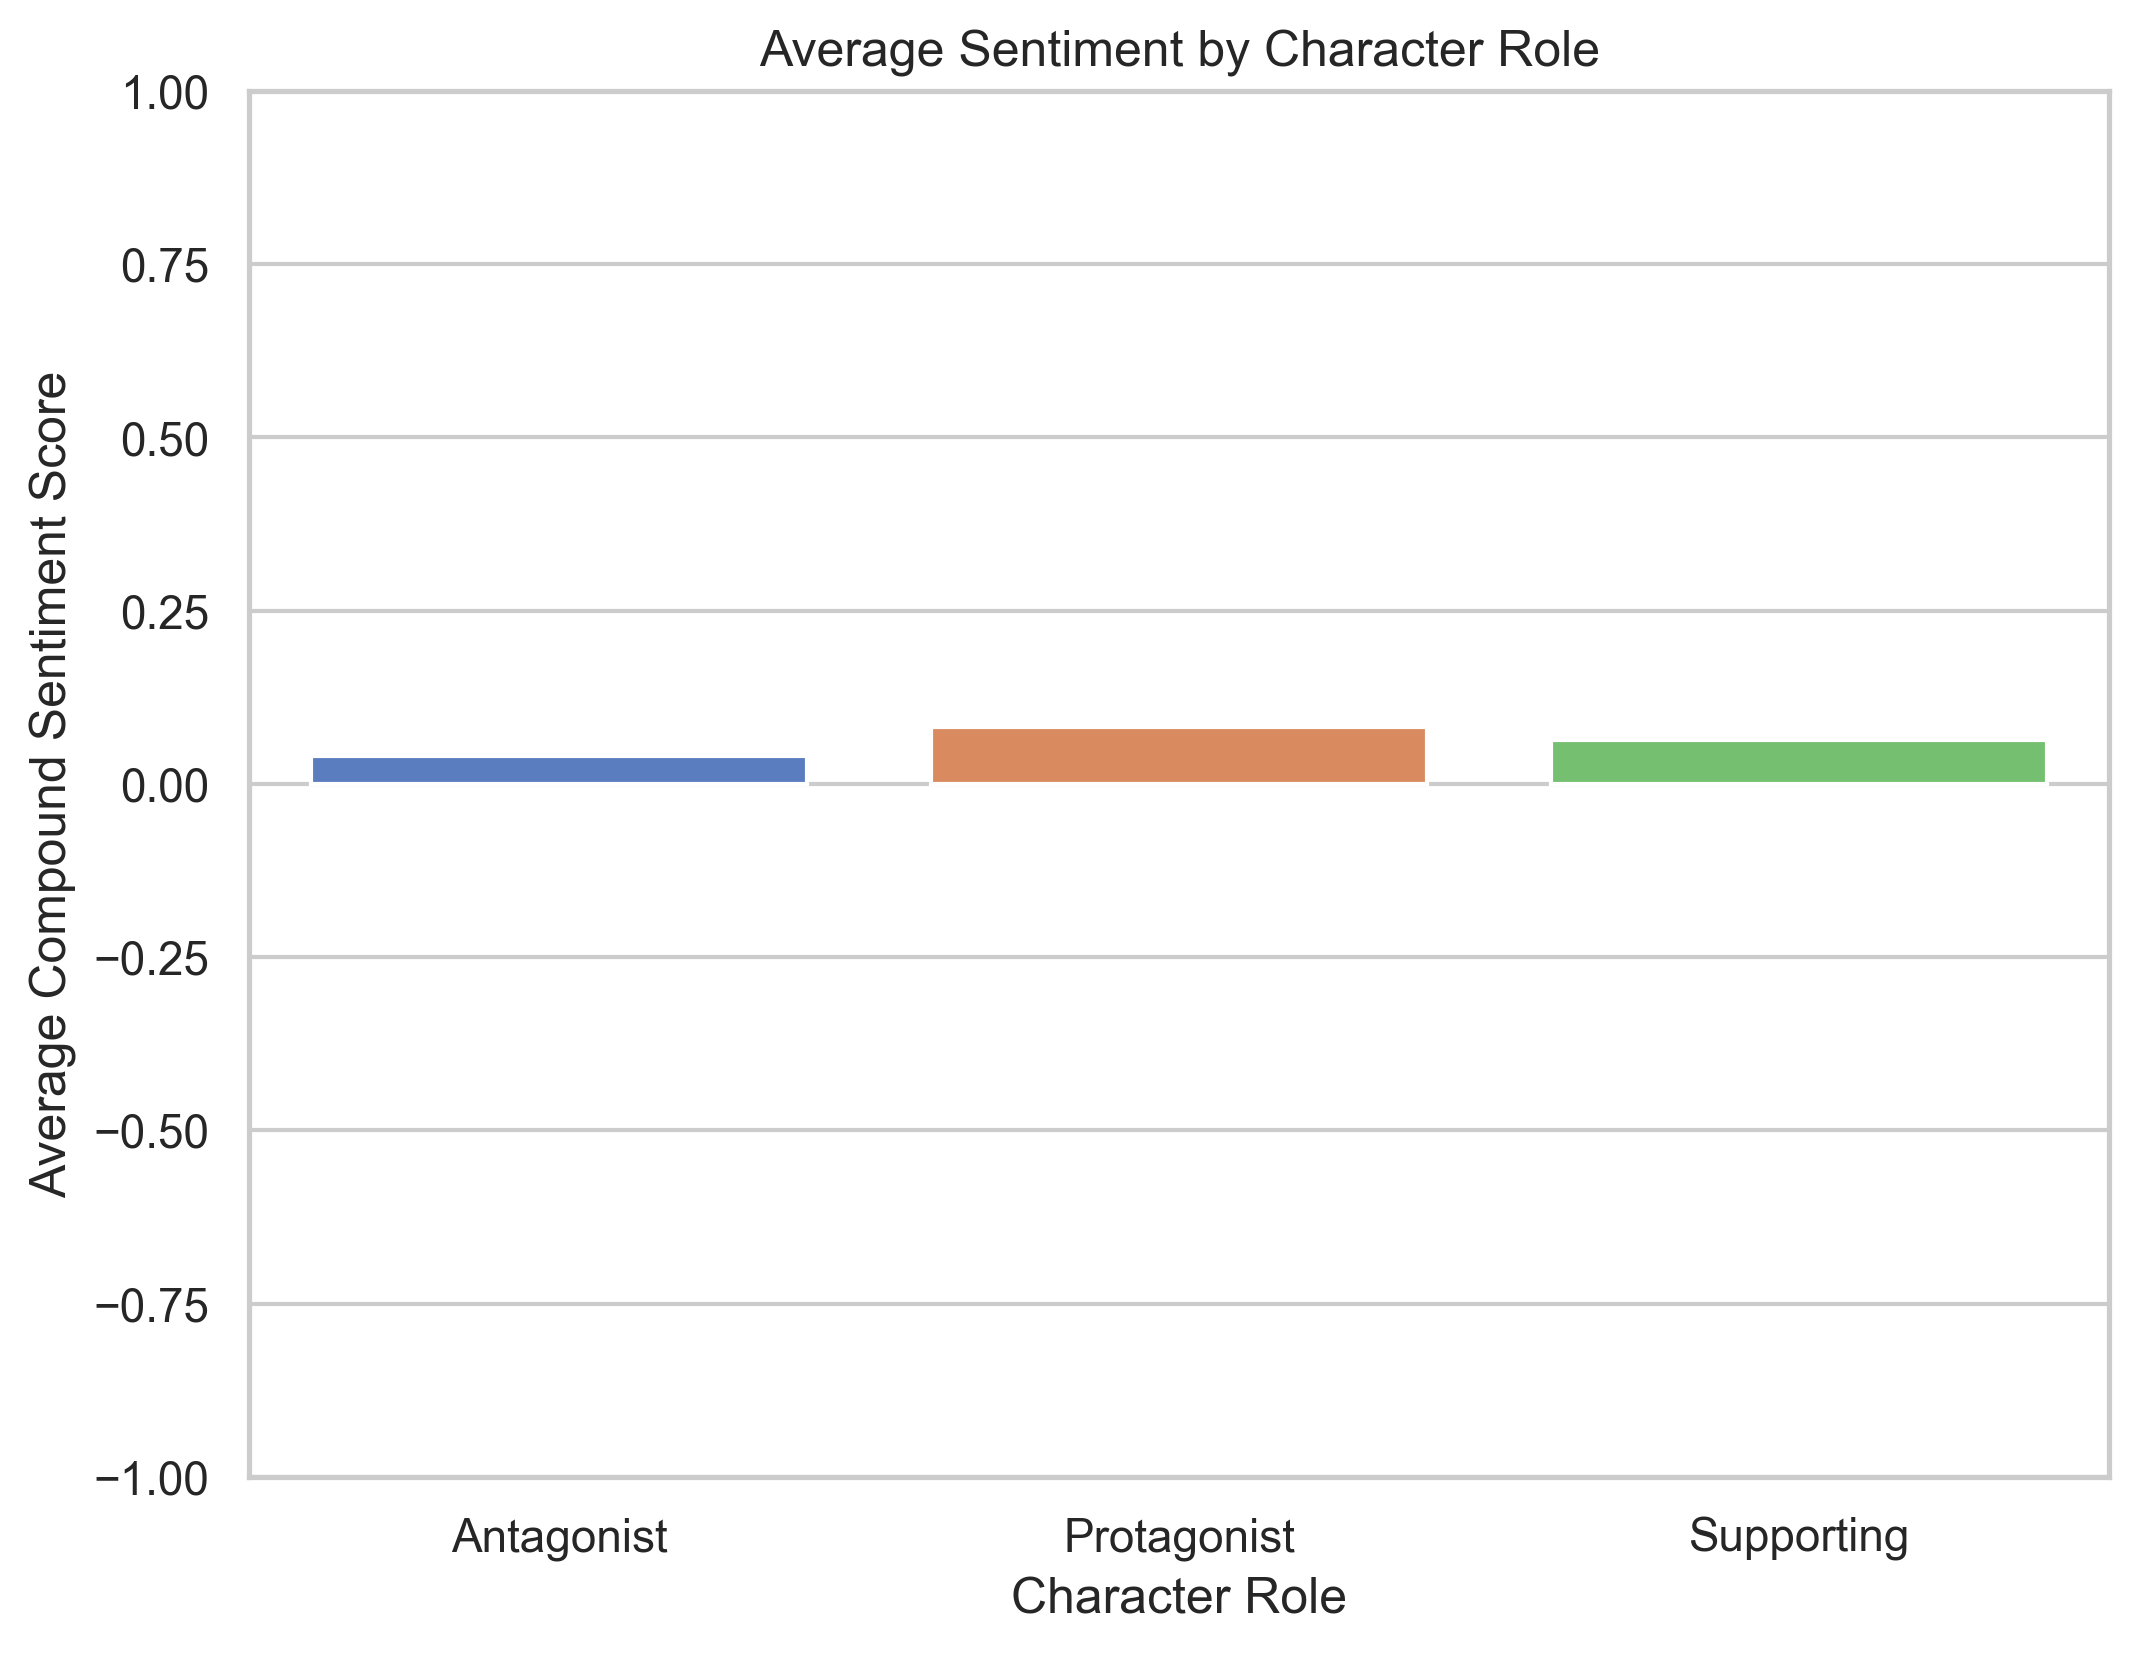 Average Sentiment by Character Role
Average Compound Sentiment Score
1.00
0.75
0.50
0.25
0.00
−0.25
−0.50
−0.75
−1.00
Antagonist
Protagonist
Supporting
Character Role